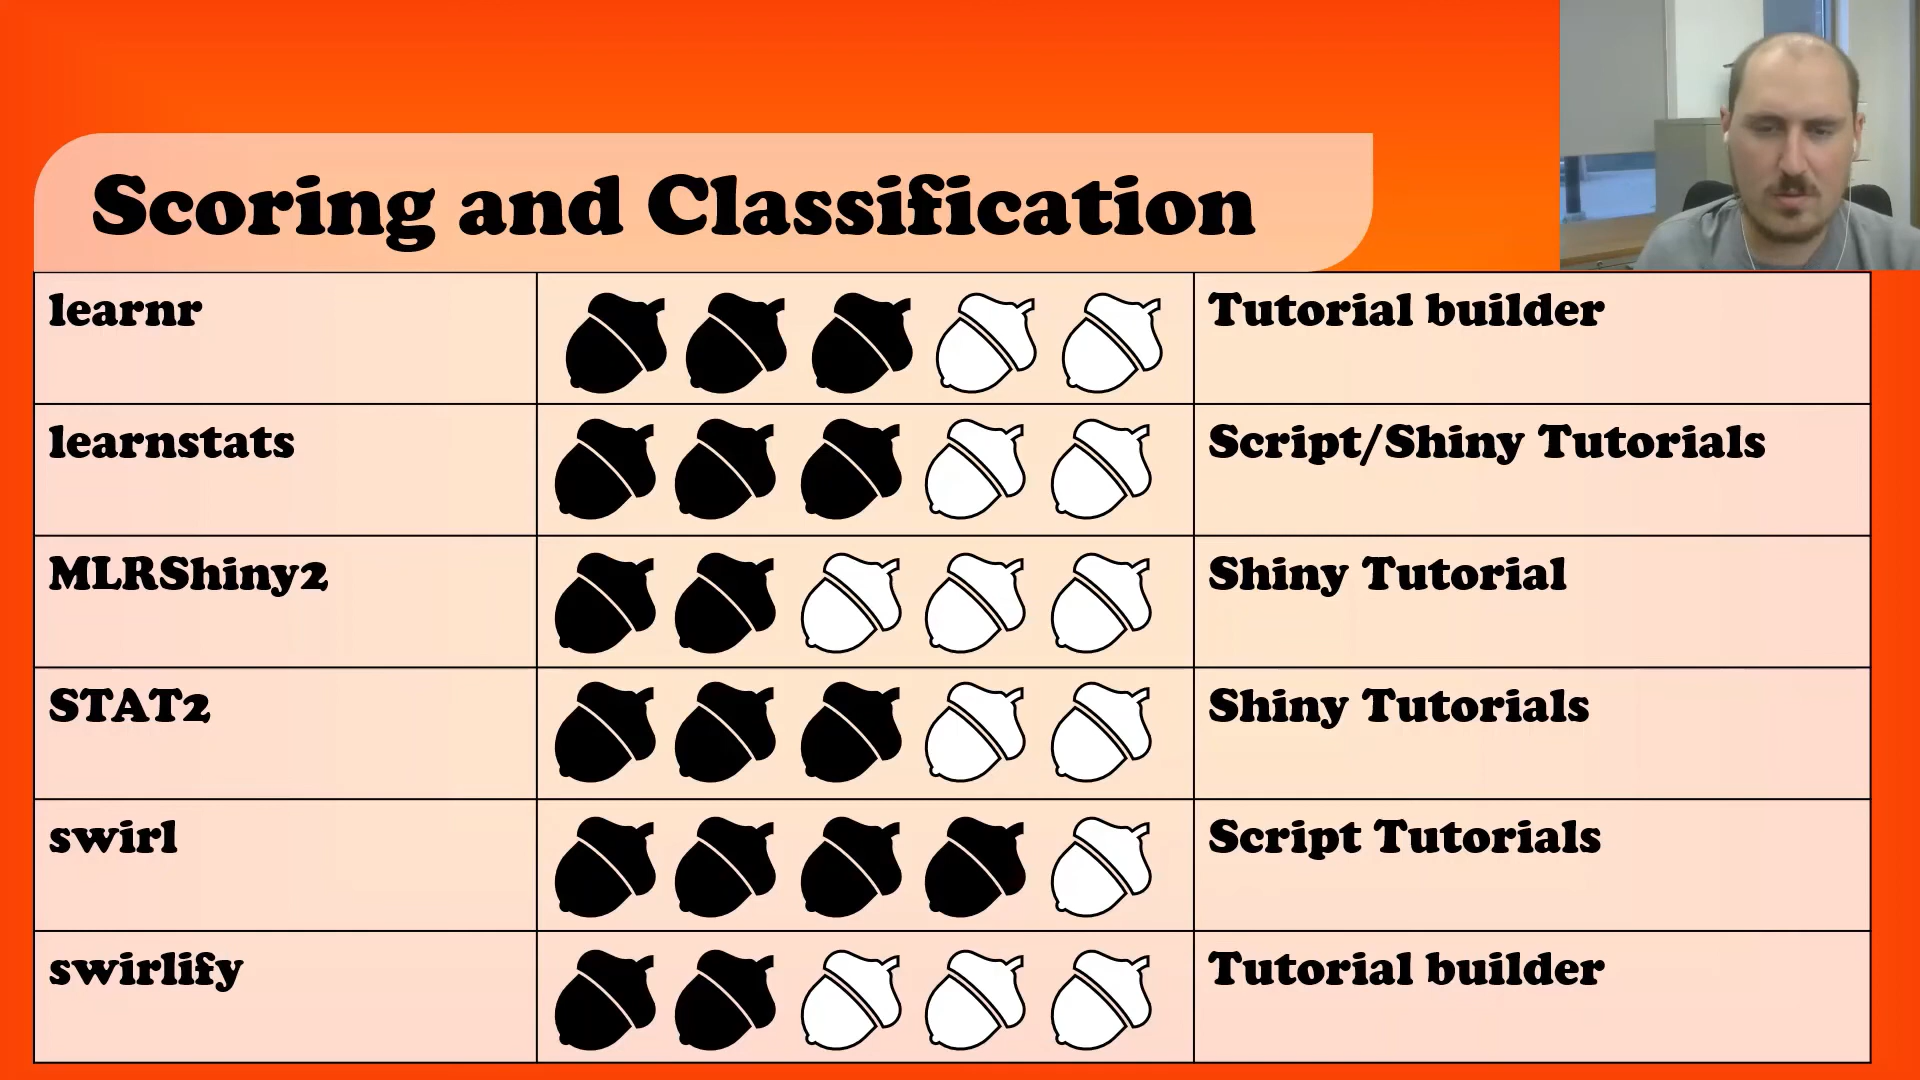 Scoring and Classification
learnr
Tutorial builder
learnstats
Script/Shiny Tutorials
MLRShiny2
Shiny Tutorial
STAT2
Shiny Tutorials
swirl
Script Tutorials
swirlify
Tutorial builder